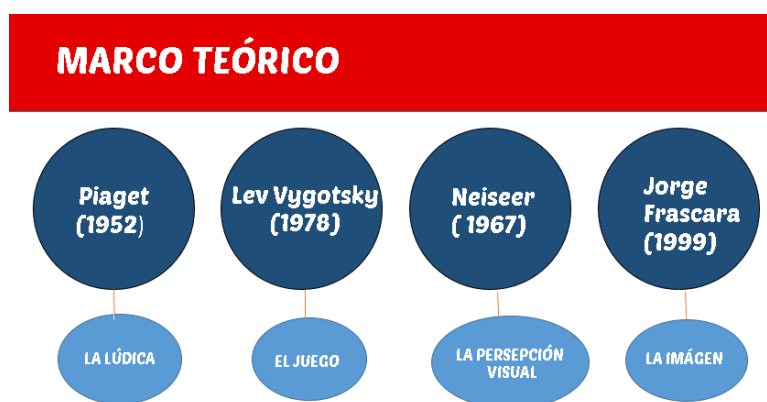 MARCO TEÓRICO
Piaget
(1952)
Lev Vygotsky
(1978)
Neiseer
( 1967)
Jorge
Frascara
(1999)
LA LÚDICA
EL JUEGO
LA PERSEPCIÓN
VISUAL
LA IMÁGEN